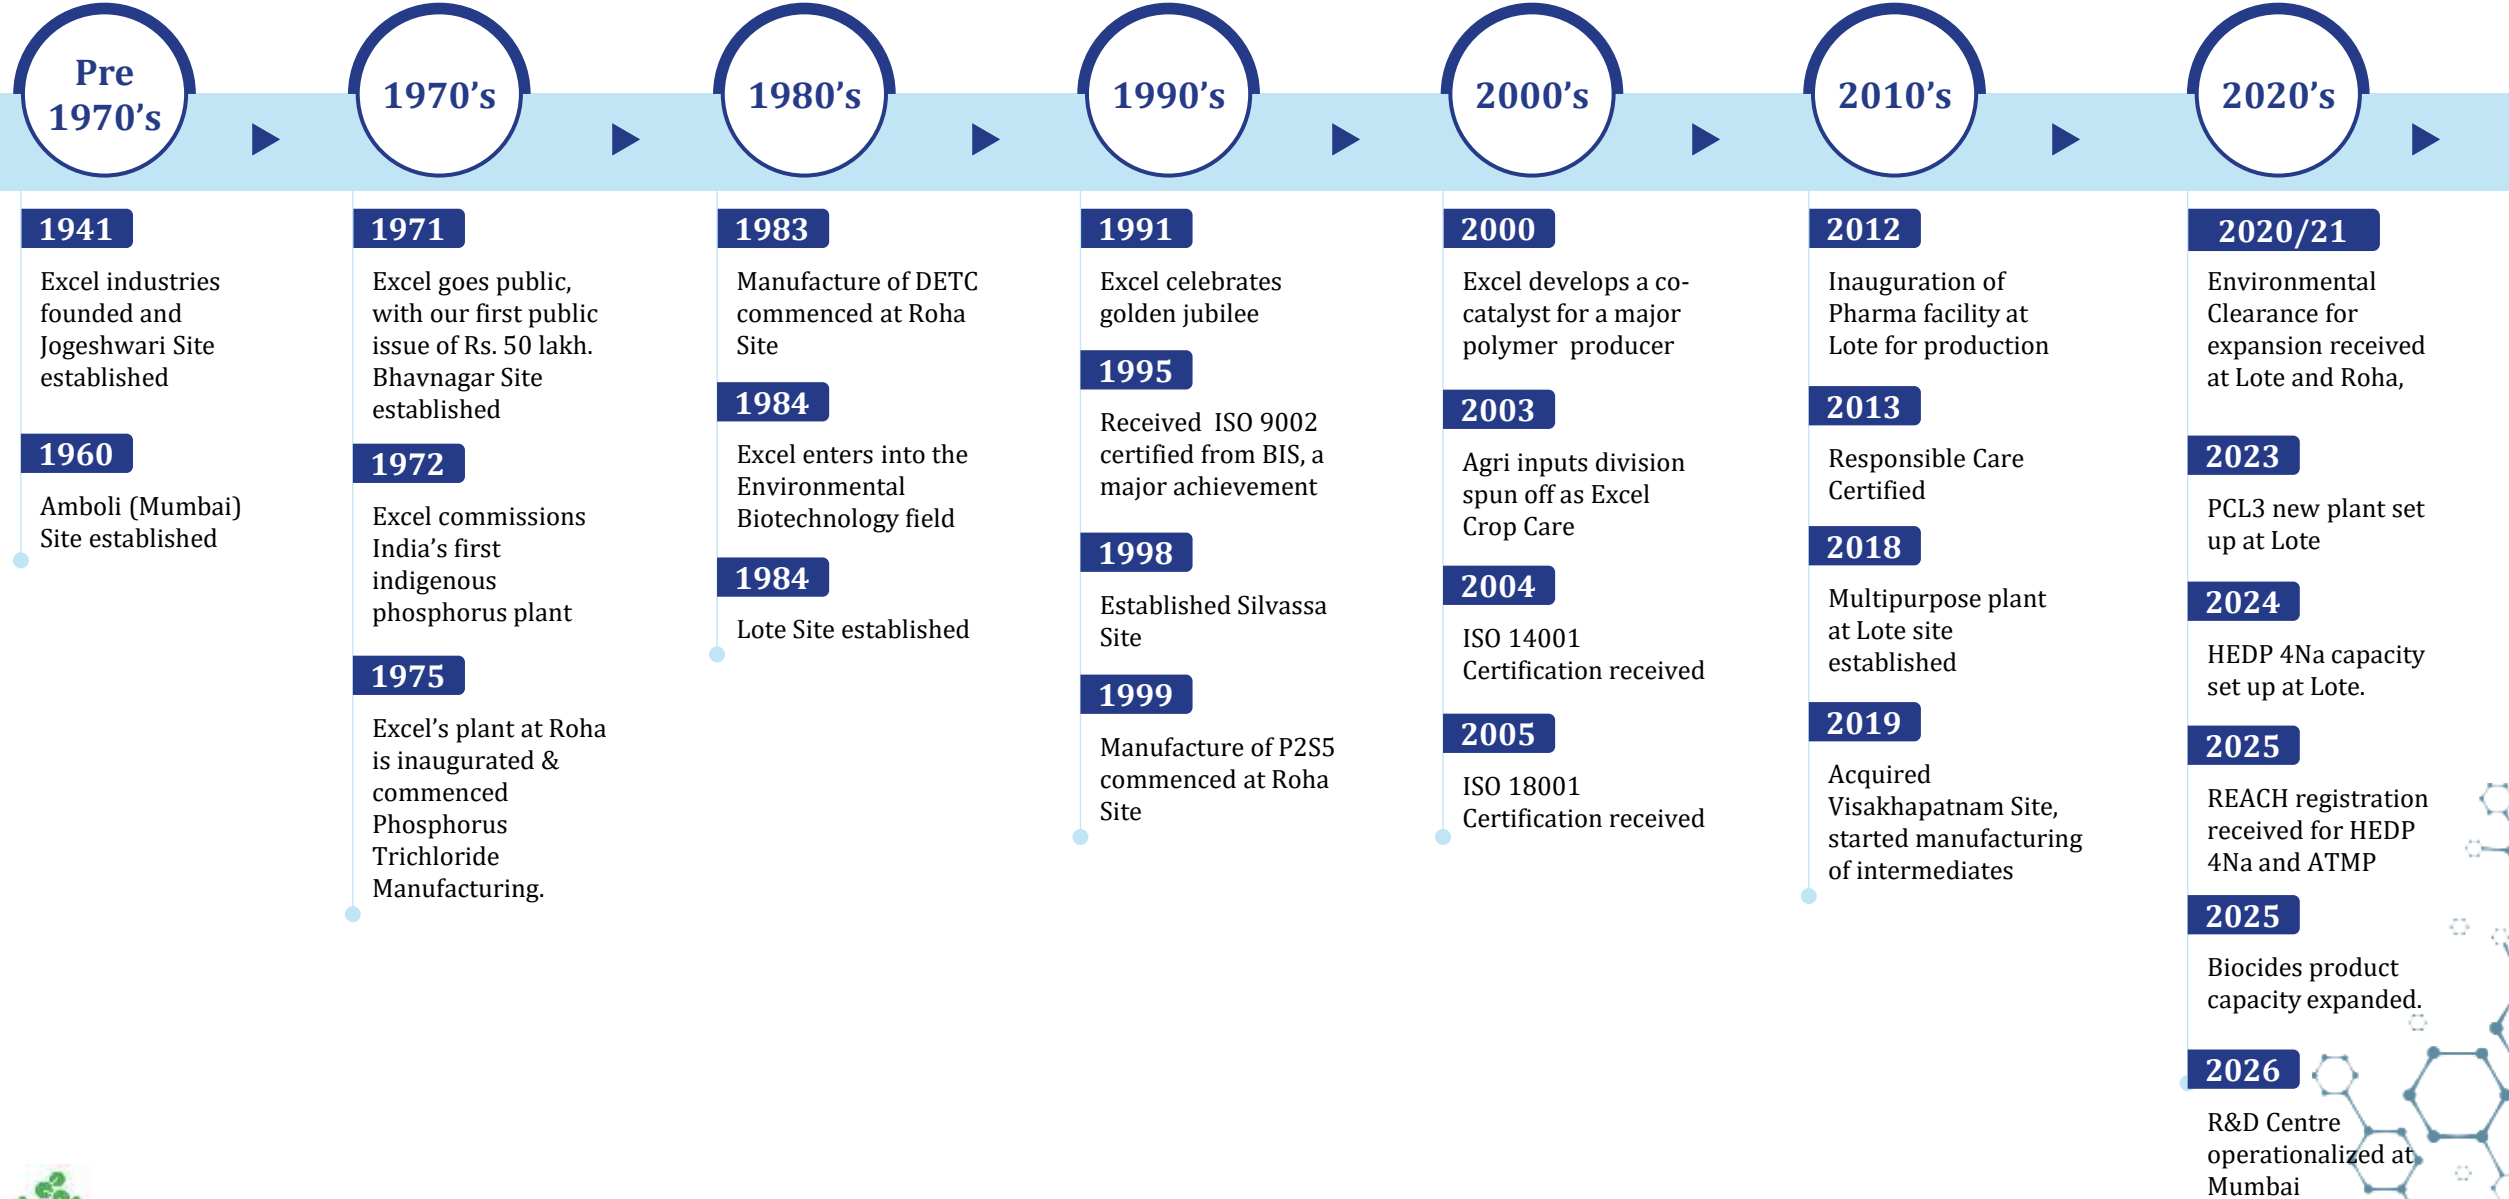 Pre
1970's
1970's
1980's
1990's
2000's
2010's
2020's
1941
Excel industries
founded and
Jogeshwari Site
established
1960
Amboli (Mumbai)
Site established
1971
Excel goes public,
with our first public
issue of Rs. 50 lakh.
Bhavnagar Site
established
1972
Excel commissions
India's first
indigenous
phosphorus plant
1975
Excel's plant at Roha
is inaugurated &
commenced
Phosphorus
Trichloride
Manufacturing.
1983
Manufacture of DETC
commenced at Roha
Site
1984
Excel enters into the
Environmental
Biotechnology field
1984
Lote Site established
1991
Excel celebrates
golden jubilee
1995
Received  ISO 9002
certified from BIS, a
major achievement
1998
Established Silvassa
Site
1999
Manufacture of P2S5
commenced at Roha
Site
2000
Excel develops a co-
catalyst for a major
polymer  producer
2003
Agri inputs division
spun off as Excel
Crop Care
2004
ISO 14001
Certification received
2005
ISO 18001
Certification received
2012
Inauguration of
Pharma facility at
Lote for production
2013
Responsible Care
Certified
2018
Multipurpose plant
at Lote site
established
2019
Acquired
Visakhapatnam Site,
started manufacturing
of intermediates
2020/21
Environmental
Clearance for
expansion received
at Lote and Roha,
2023
PCL3 new plant set
up at Lote
2024
HEDP 4Na capacity
set up at Lote.
2025
REACH registration
received for HEDP
4Na and ATMP
2025
Biocides product
capacity expanded.
2026
R&D Centre
operationalized at
Mumbai